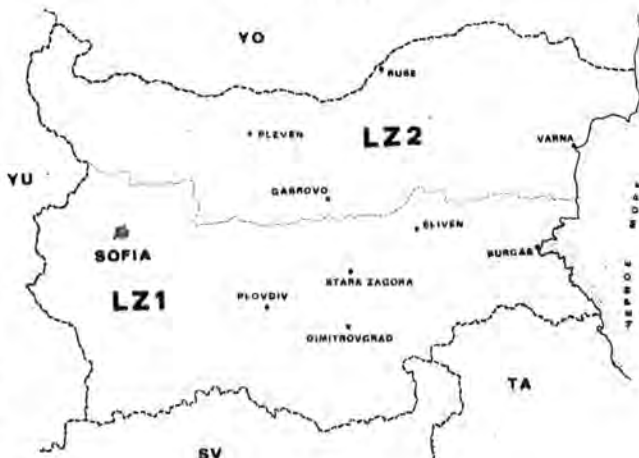 YO
RUSE
PLEVEN
LZ2
VARNA
YU
GABROVO
SLIVEN
SOFIA
BURGAS
STARA ZAGORA
LZ1
PLOVDIV
DIMITROVGRAD
TA
SV